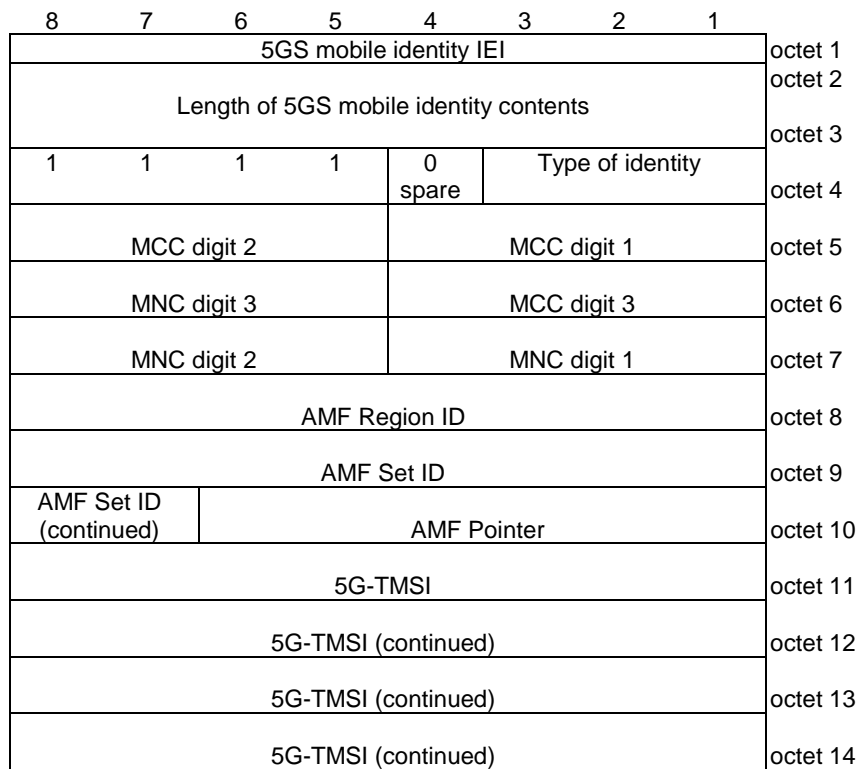 8 7 6 5 4 3 2 1
5GS mobile identity IEI octet 1
octet 2
Length of 5GS mobile identity contents
octet 3
1 1 1 1 0 Type of identity
spare octet 4
MCC digit 2 MCC digit 1 octet 5
MNC digit 3 MCC digit 3 octet 6
MNC digit 2 MNC digit 1 octet 7
AMF Region ID octet 8
AMF Set ID octet 9
AMF Set ID
(continued) AMF Pointer octet 10
5G-TMSI octet 11
5G-TMSI (continued) octet 12
5G-TMSI (continued) octet 13
5G-TMSI (continued) octet 14